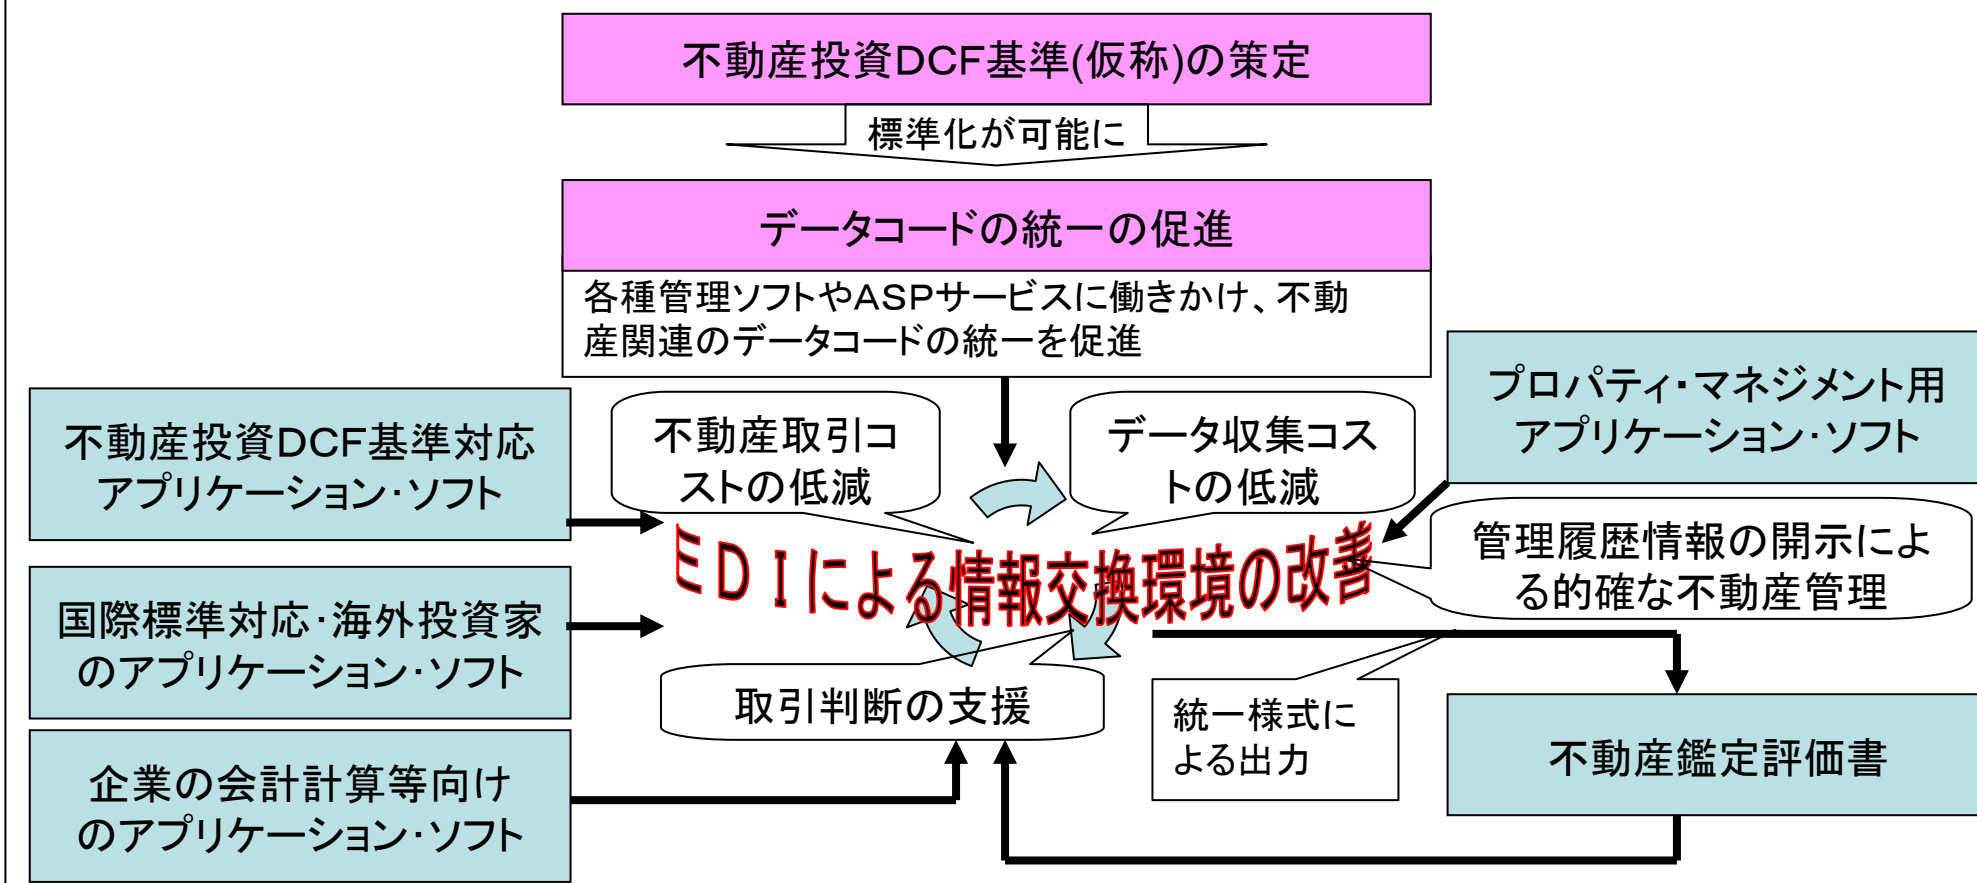 不動産投資DCF基準(仮称)の策定
標準化が可能に
データコードの統一の促進
各種管理ソフトやASPサービスに働きかけ、不動
産関連のデータコードの統一を促進
プロパティ・マネジメント用
アプリケーション・ソフト
不動産投資DCF基準対応
アプリケーション・ソフト
不動産取引コ
ストの低減
データ収集コス
トの低減
管理履歴情報の開示によ
る的確な不動産管理
EDIによる情報交換環境の改善
国際標準対応・海外投資家
のアプリケーション・ソフト
取引判断の支援
統一様式に
よる出力
不動産鑑定評価書
企業の会計計算等向け
のアプリケーション・ソフト